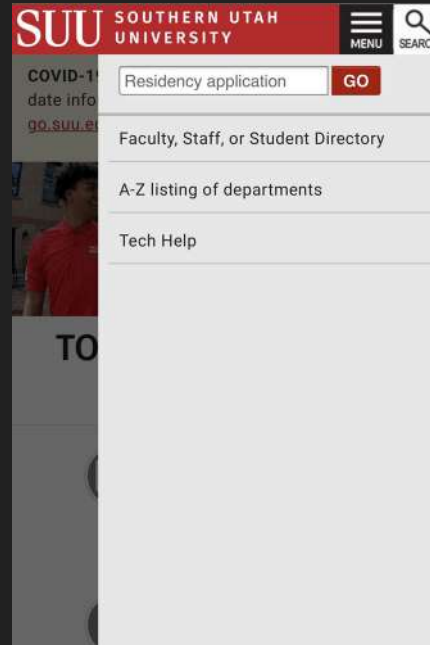 SUU SOUTHERN UTAH
UNIVERSITY
MENU
COVID-1
date info
go.suu.e
Residency application
GO
Faculty, Staff, or Student Directory
A-Z listing of departments
Tech Help
TO